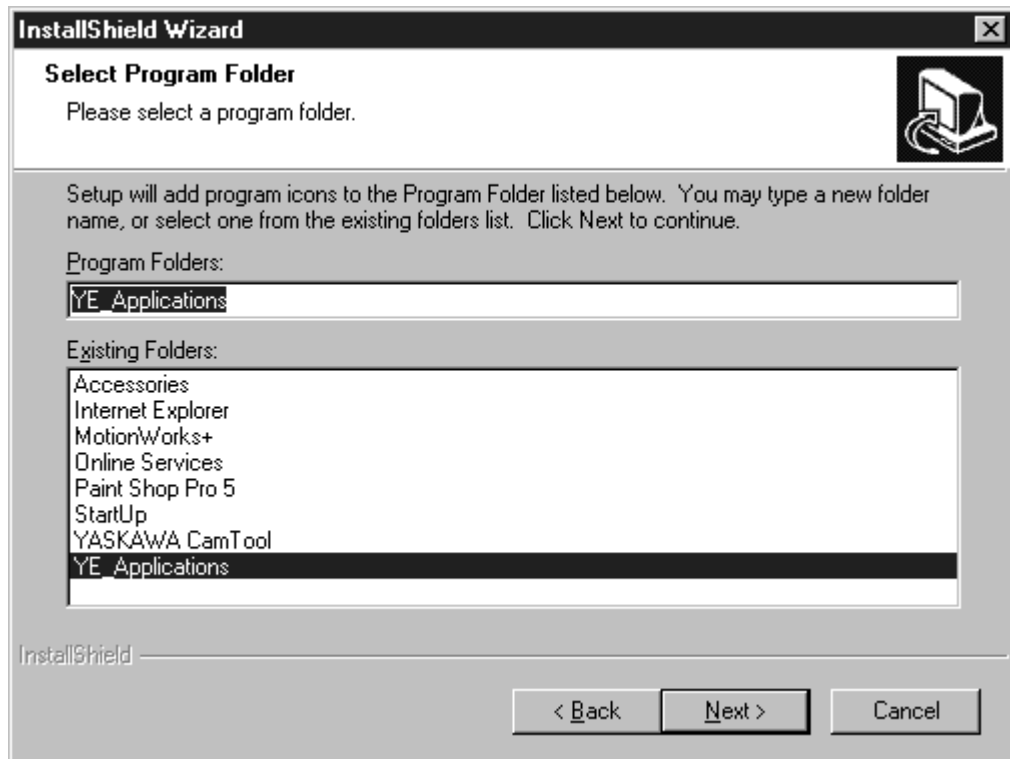 InstallShield Wizard
Select Program Folder
Please select a program folder.
Setup will add program icons to the Program Folder listed below.  You may type a new folder
name, or select one from the existing folders list.  Click Next to continue.
Program Folders:
YE_Applications
Existing Folders:
Accessories
Internet Explorer
MotionWorks+
Online Services
Paint Shop Pro 5
StartUp
YASKAWA CamTool
YE_Applications
InstallShield
< Back Next > Cancel